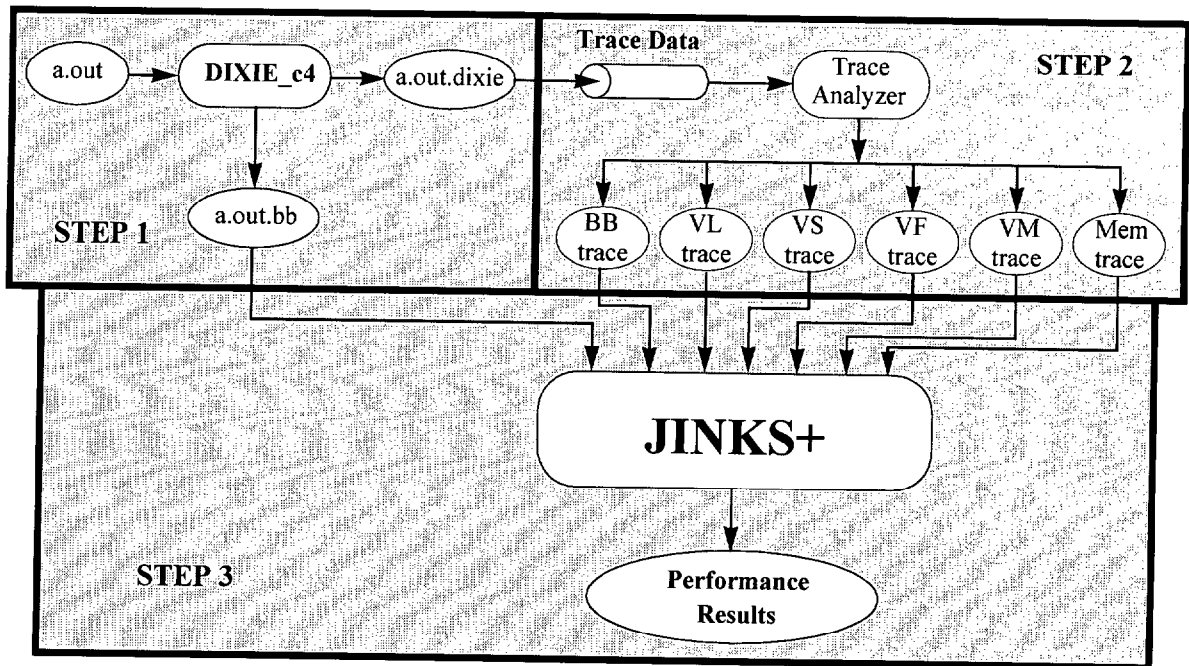 Trace Data
STEP 2
a.out
DIXIE_c4
a.out.dixie
Trace
Analyzer
a.out.bb
STEP 1
BB
trace
VL
trace
VS
trace
VF
trace
VM
trace
Mem
trace
JINKS+
STEP 3
Performance
Results